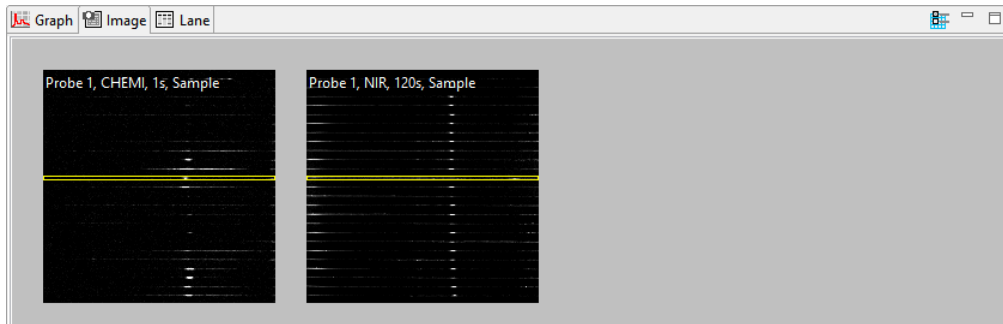 Graph Image Lane
Probe 1, CHEMI, 1s, Sample
Probe 1, NIR, 120s, Sample